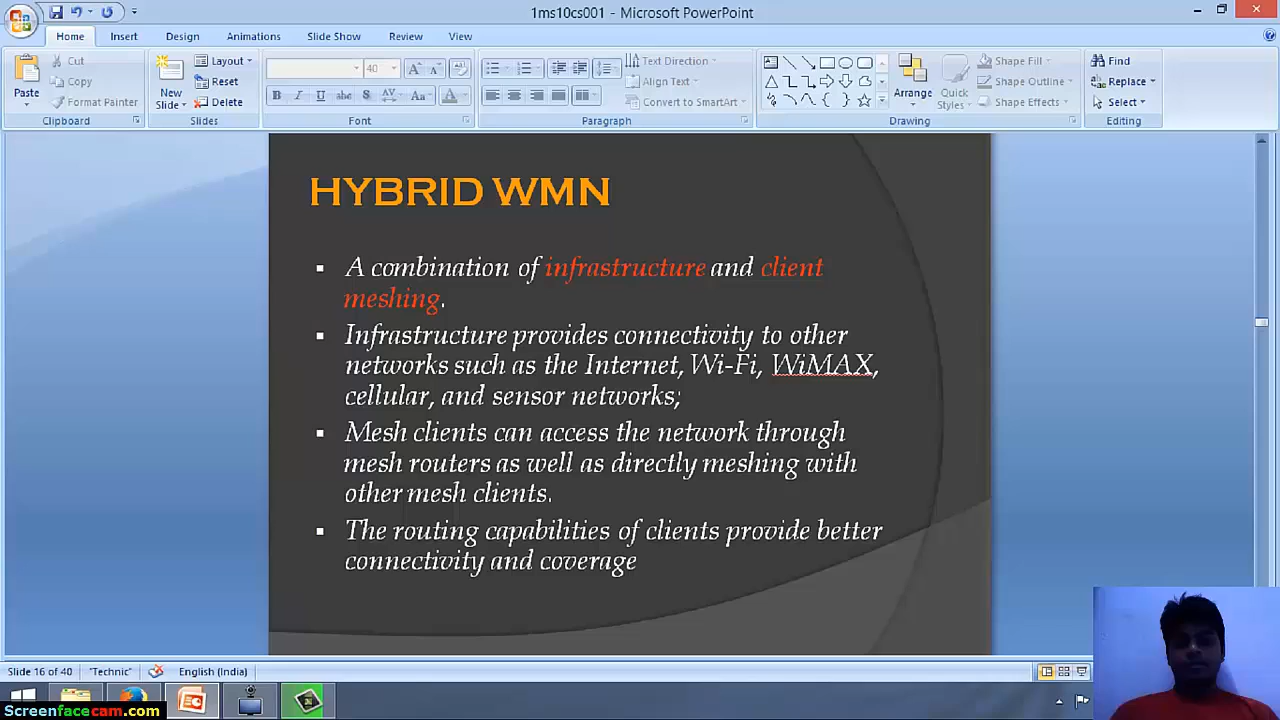 1ms10cs001 - Microsoft PowerPoint
Home Insert Design Animations Slide Show Review View
Paste
Cut
Copy
Format Painter
Clipboard
New Slide
Layout
Reset
Delete
Slides
40
B I U abc S AV Aa A
Font
Text Direction
Align Text
Convert to SmartArt
Paragraph
Arrange
Quick Styles
Shape Fill
Shape Outline
Shape Effects
Drawing
Find
Replace
Select
Editing
HYBRID WMN
A combination of infrastructure and client
meshing.
Infrastructure provides connectivity to other
networks such as the Internet, Wi-Fi, WiMAX,
cellular, and sensor networks;
Mesh clients can access the network through
mesh routers as well as directly meshing with
other mesh clients.
The routing capabilities of clients provide better
connectivity and coverage
Slide 16 of 40 "Technic" English (India)
Screenfacecam.com